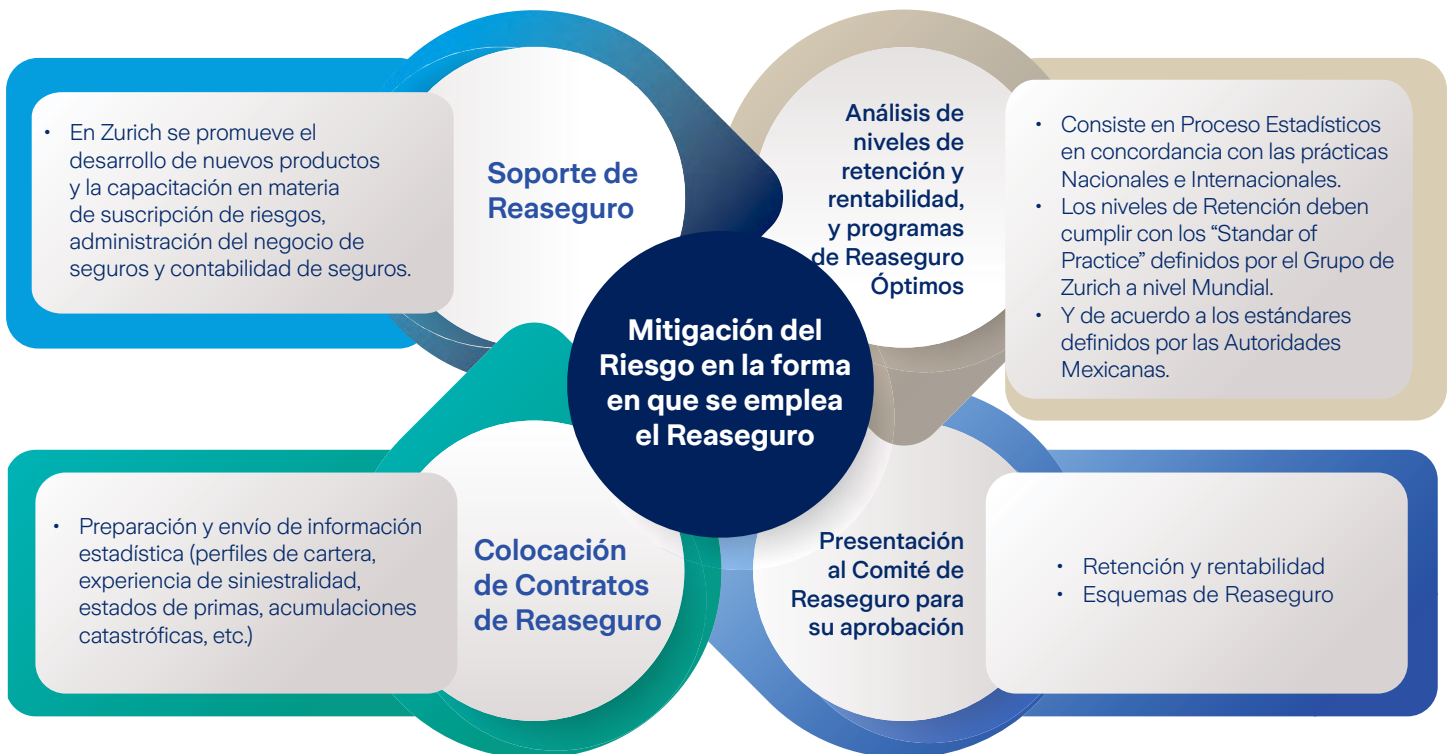 • En Zurich se promueve el
desarrollo de nuevos productos
y la capacitación en materia
de suscripción de riesgos,
administración del negocio de
seguros y contabilidad de seguros.
Soporte de
Reaseguro
Análisis de
niveles de
retención y
rentabilidad,
y programas
de Reaseguro
Óptimos
• Consiste en Proceso Estadísticos
en concordancia con las prácticas
Nacionales e Internacionales.
• Los niveles de Retención deben
cumplir con los “Standar of
Practice” definidos por el Grupo de
Zurich a nivel Mundial.
• Y de acuerdo a los estándares
definidos por las Autoridades
Mexicanas.
Mitigación del
Riesgo en la forma
en que se emplea
el Reaseguro
• Preparación y envío de información
estadística (perfiles de cartera,
experiencia de siniestralidad,
estados de primas, acumulaciones
catastróficas, etc.)
Colocación
de Contratos
de Reaseguro
Presentación
al Comité de
Reaseguro para
su aprobación
• Retención y rentabilidad
• Esquemas de Reaseguro